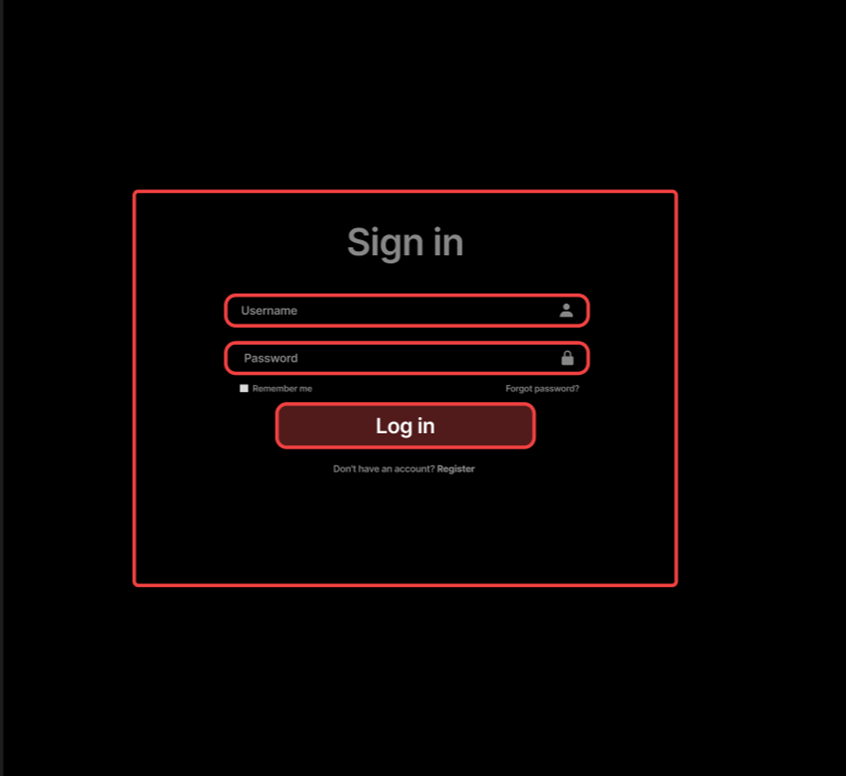 Sign in
Username
Password
Remember me Forgot password?
Log in
Don't have an account? Register